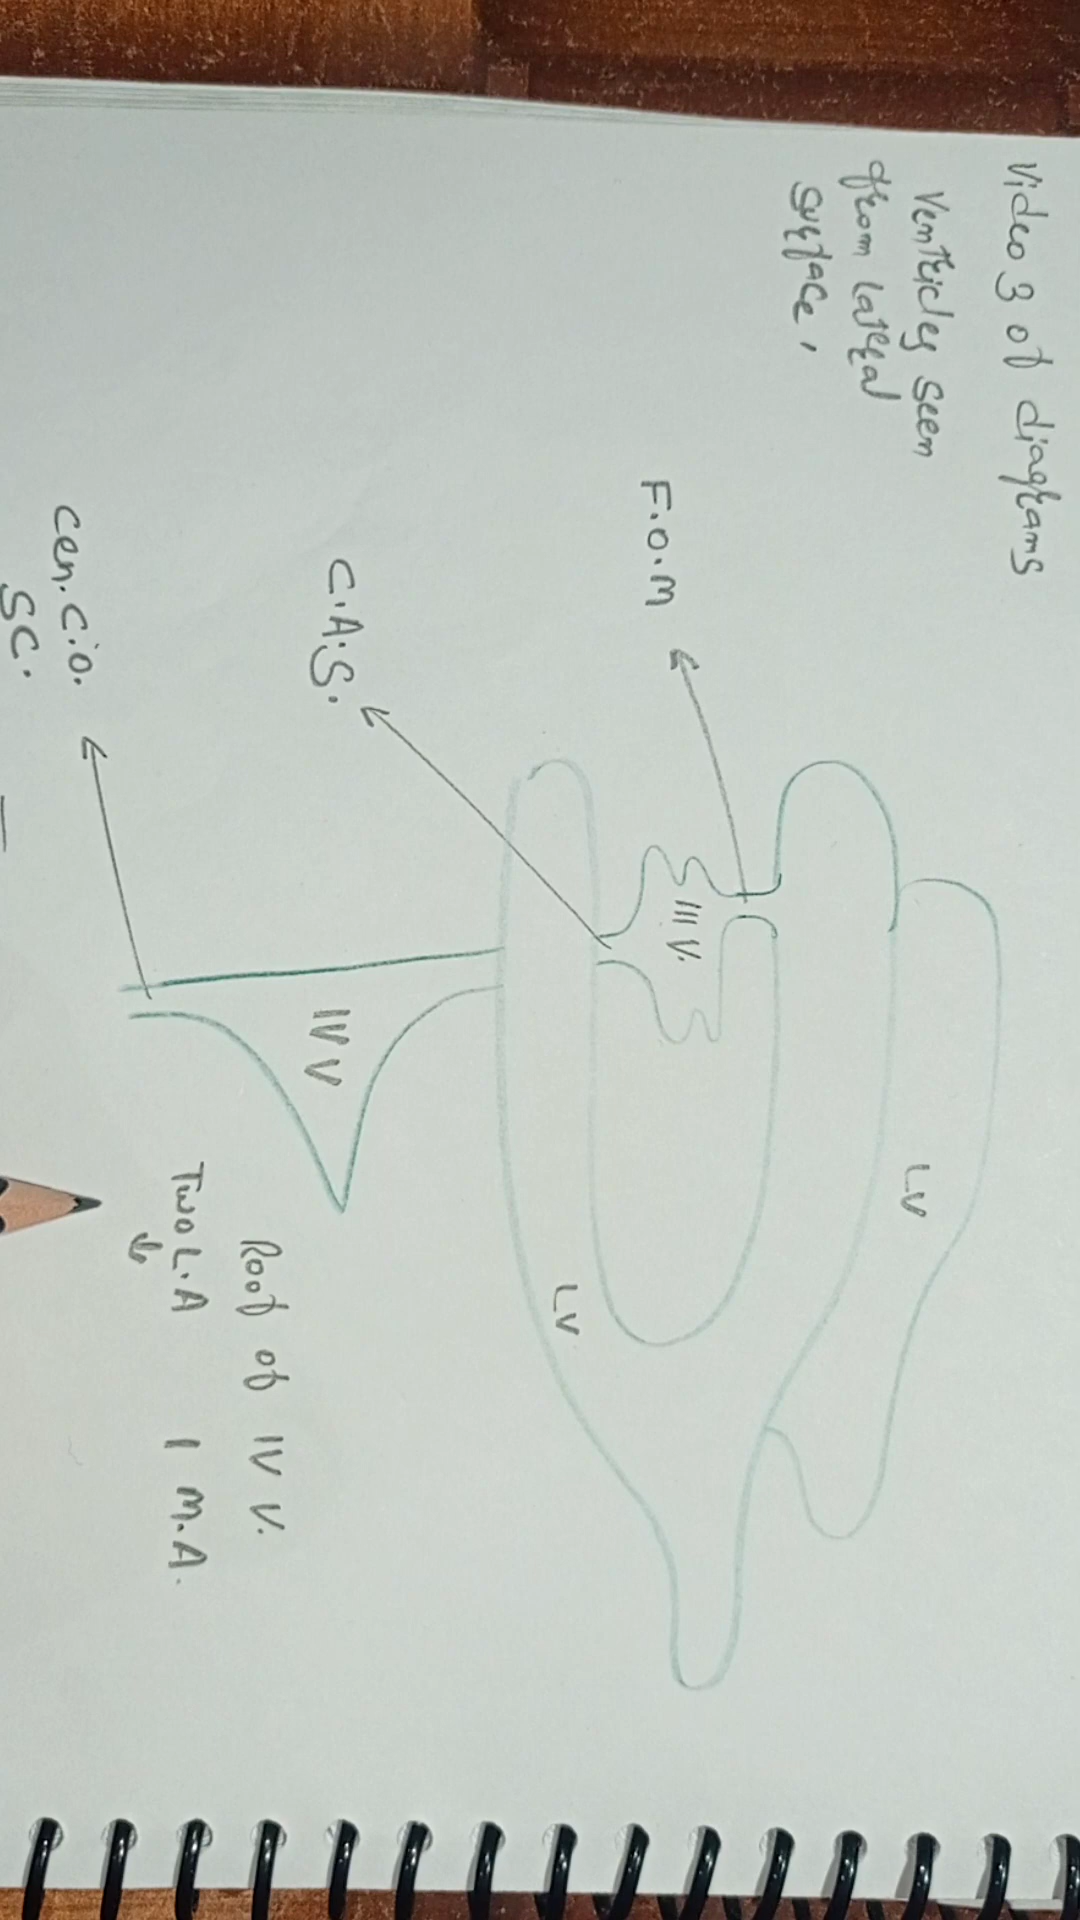 Video 3 of diagrams
Ventricles seen
from lateral
surface,
F.O.M
C.A.S.
Cen.C.O.
SC.
LV
III V.
LV
IV V
Roof of IV V.
Two L.A 1 M.A.